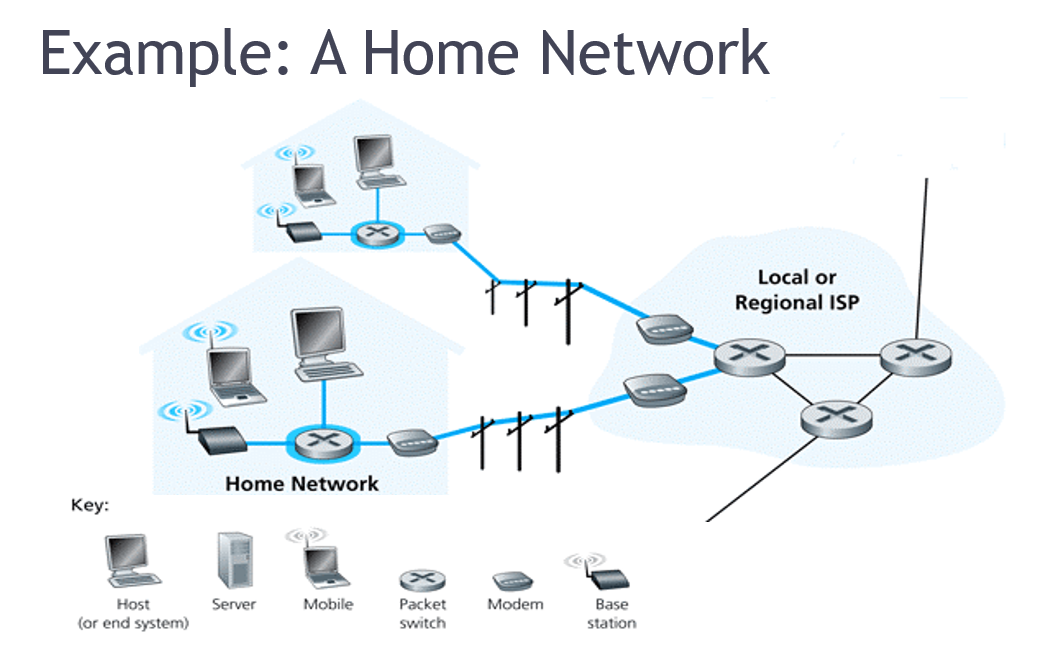 Example: A Home Network
Local or
Regional ISP
Home Network
Key:
Host
(or end system)
Server
Mobile
Packet
switch
Modem
Base
station